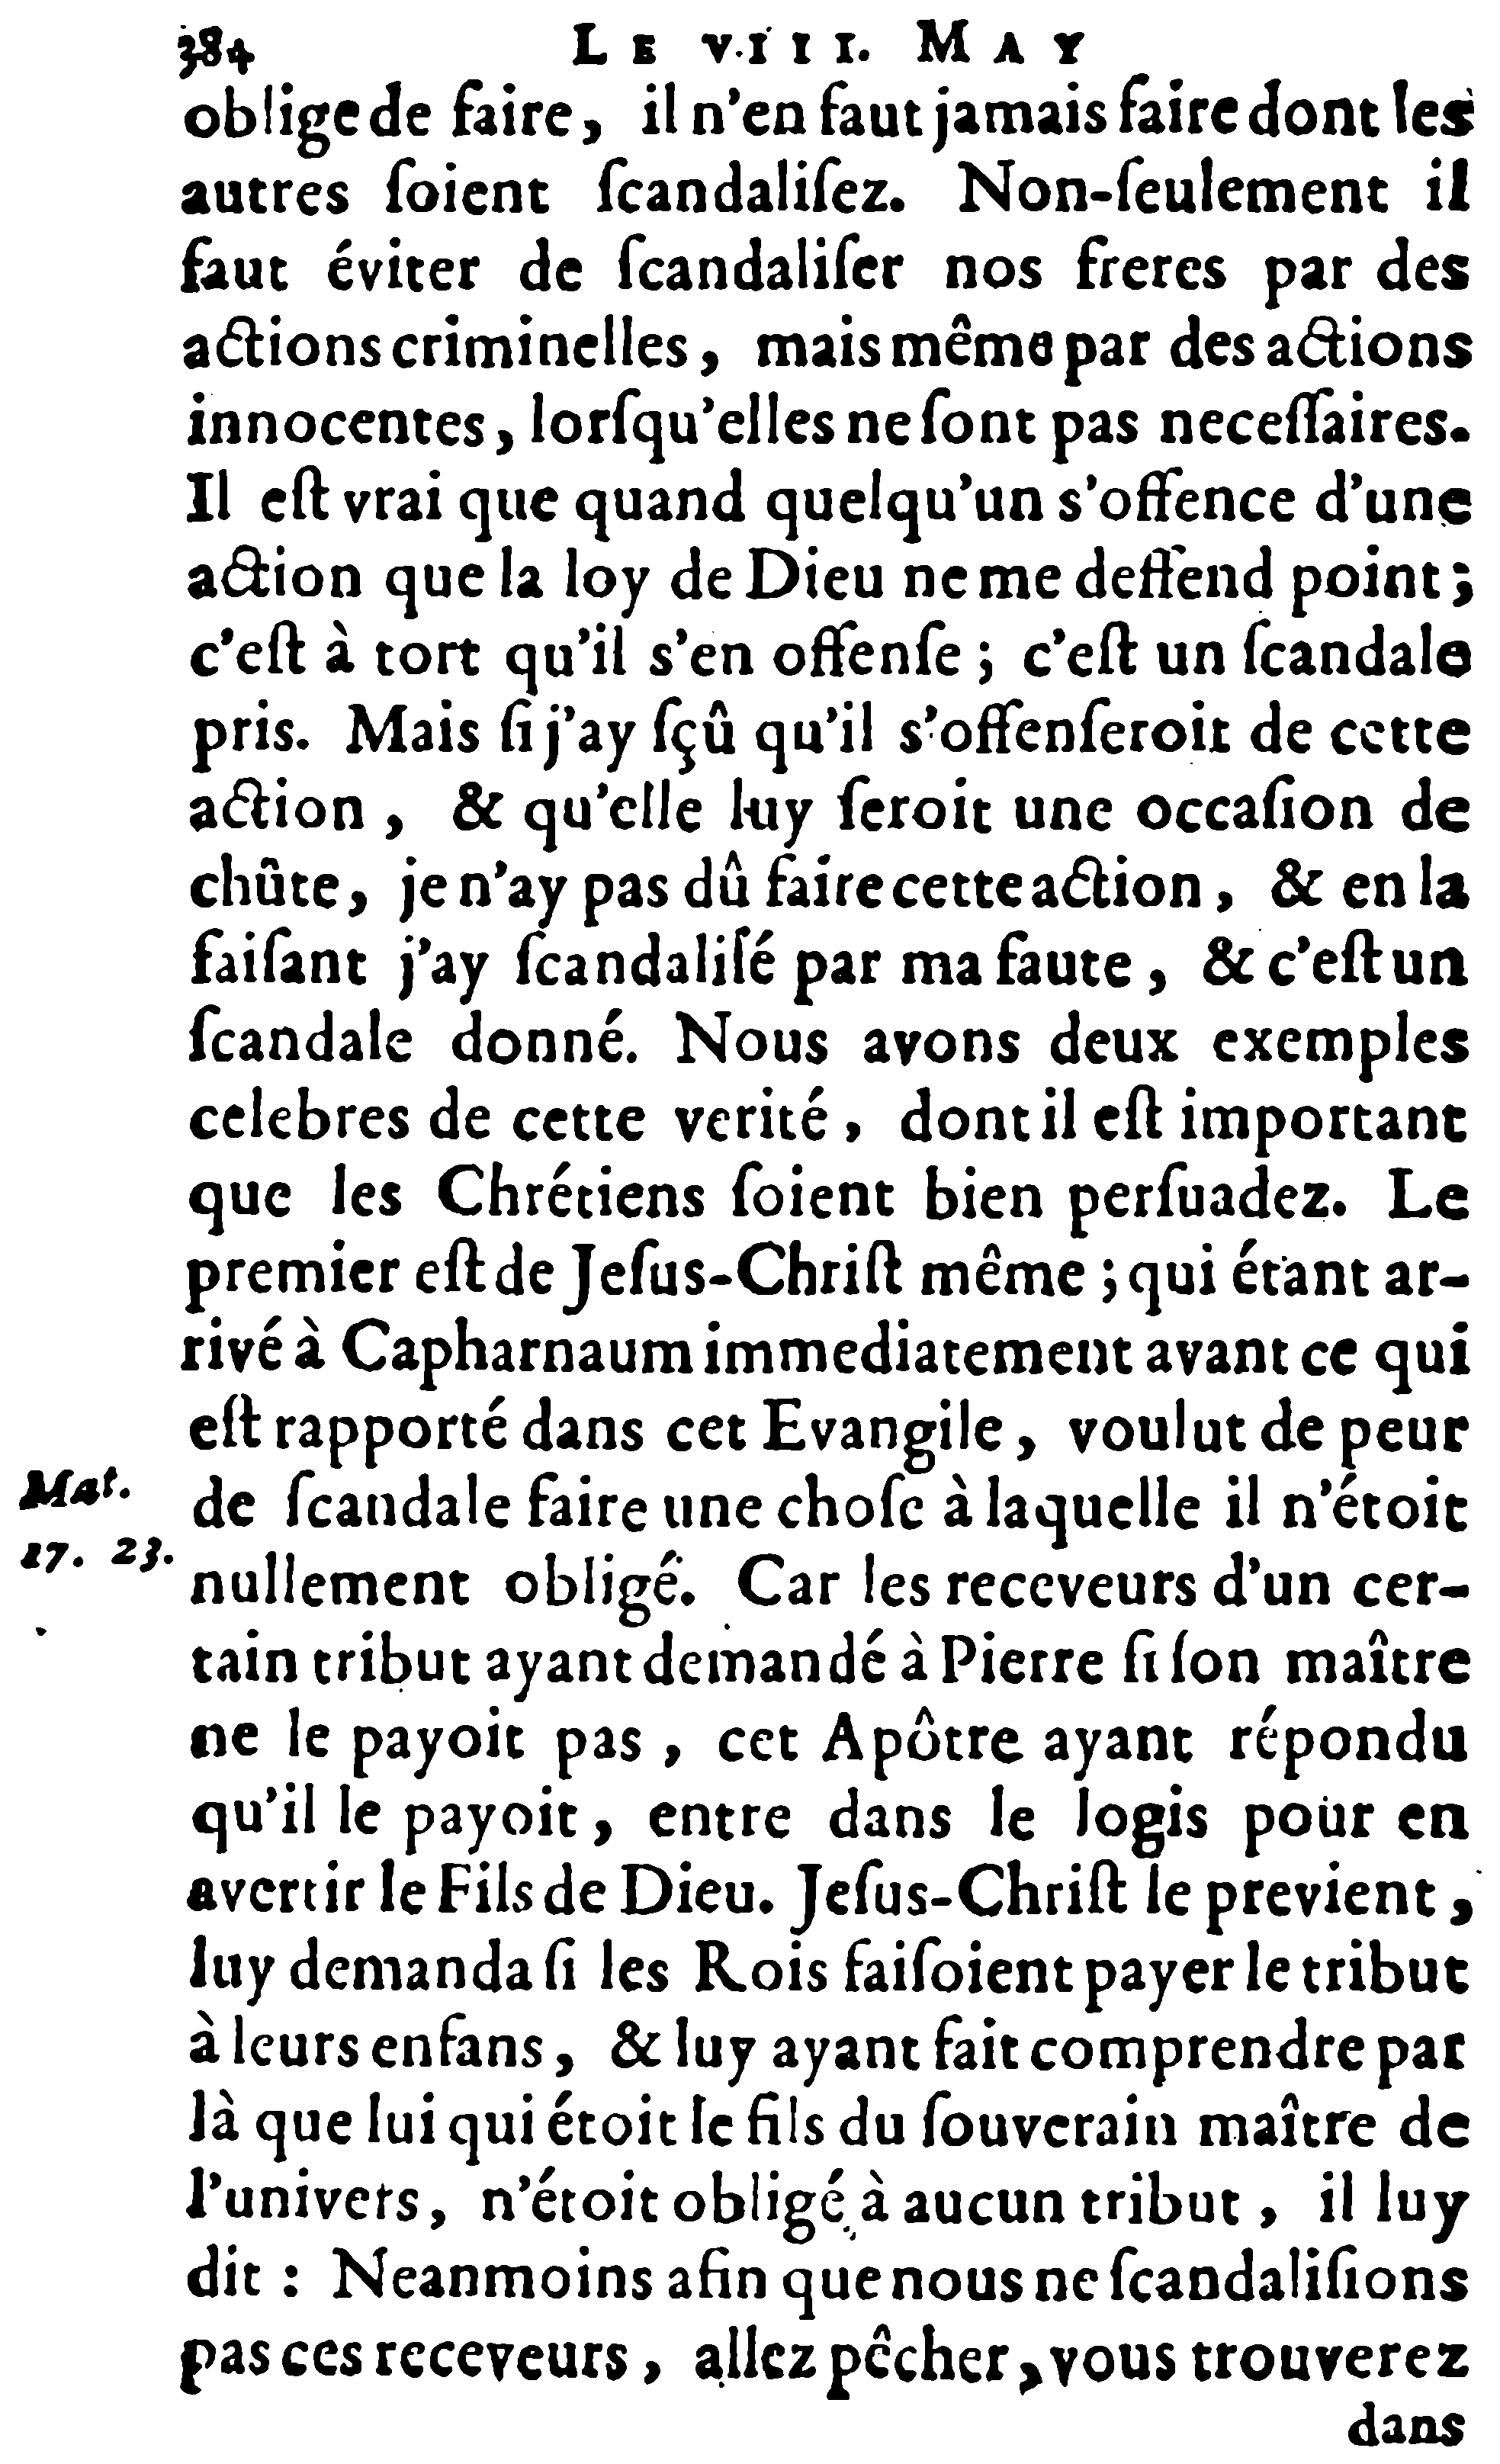 384 LE VIII. MAY
oblige de faire, il n'en faut jamais faire dont les
autres ſoient ſcandaliſez. Non-ſeulement il
faut éviter de ſcandaliſer nos freres par des
actions criminelles, mais même par des actions
innocentes, lorſqu'elles ne ſont pas neceſſaires.
Il eſt vrai que quand quelqu'un s'offence d'une
action que la loy de Dieu ne me deffend point;
c'eſt à tort qu'il s'en offenſe; c'eſt un ſcandale
pris. Mais ſi j'ay ſçû qu'il s'offenſeroit de cette
action, & qu'elle luy ſeroit une occaſion de
chûte, je n'ay pas dû faire cette action, & en la
faiſant j'ay ſcandaliſé par ma faute, & c'eſt un
ſcandale donné. Nous avons deux exemples
celebres de cette verité, dont il eſt important
que les Chrétiens ſoient bien perſuadez. Le
premier eſt de Jeſus-Chriſt même; qui étant ar-
rivé à Capharnaum immediatement avant ce qui
eſt rapporté dans cet Evangile, voulut de peur
Mat.
17. 23.
de ſcandale faire une choſe à laquelle il n'étoit
nullement obligé. Car les receveurs d'un cer-
tain tribut ayant demandé à Pierre ſi ſon maître
ne le payoit pas, cet Apôtre ayant répondu
qu'il le payoit, entre dans le logis pour en
avertir le Fils de Dieu. Jeſus-Chriſt le previent,
luy demanda ſi les Rois faiſoient payer le tribut
à leurs enfans, & luy ayant fait comprendre par
là que lui qui étoit le fils du ſouverain maître de
l'univers, n'étoit obligé à aucun tribut, il luy
dit: Neanmoins afin que nous ne ſcandaliſions
pas ces receveurs, allez pêcher, vous trouverez
dans